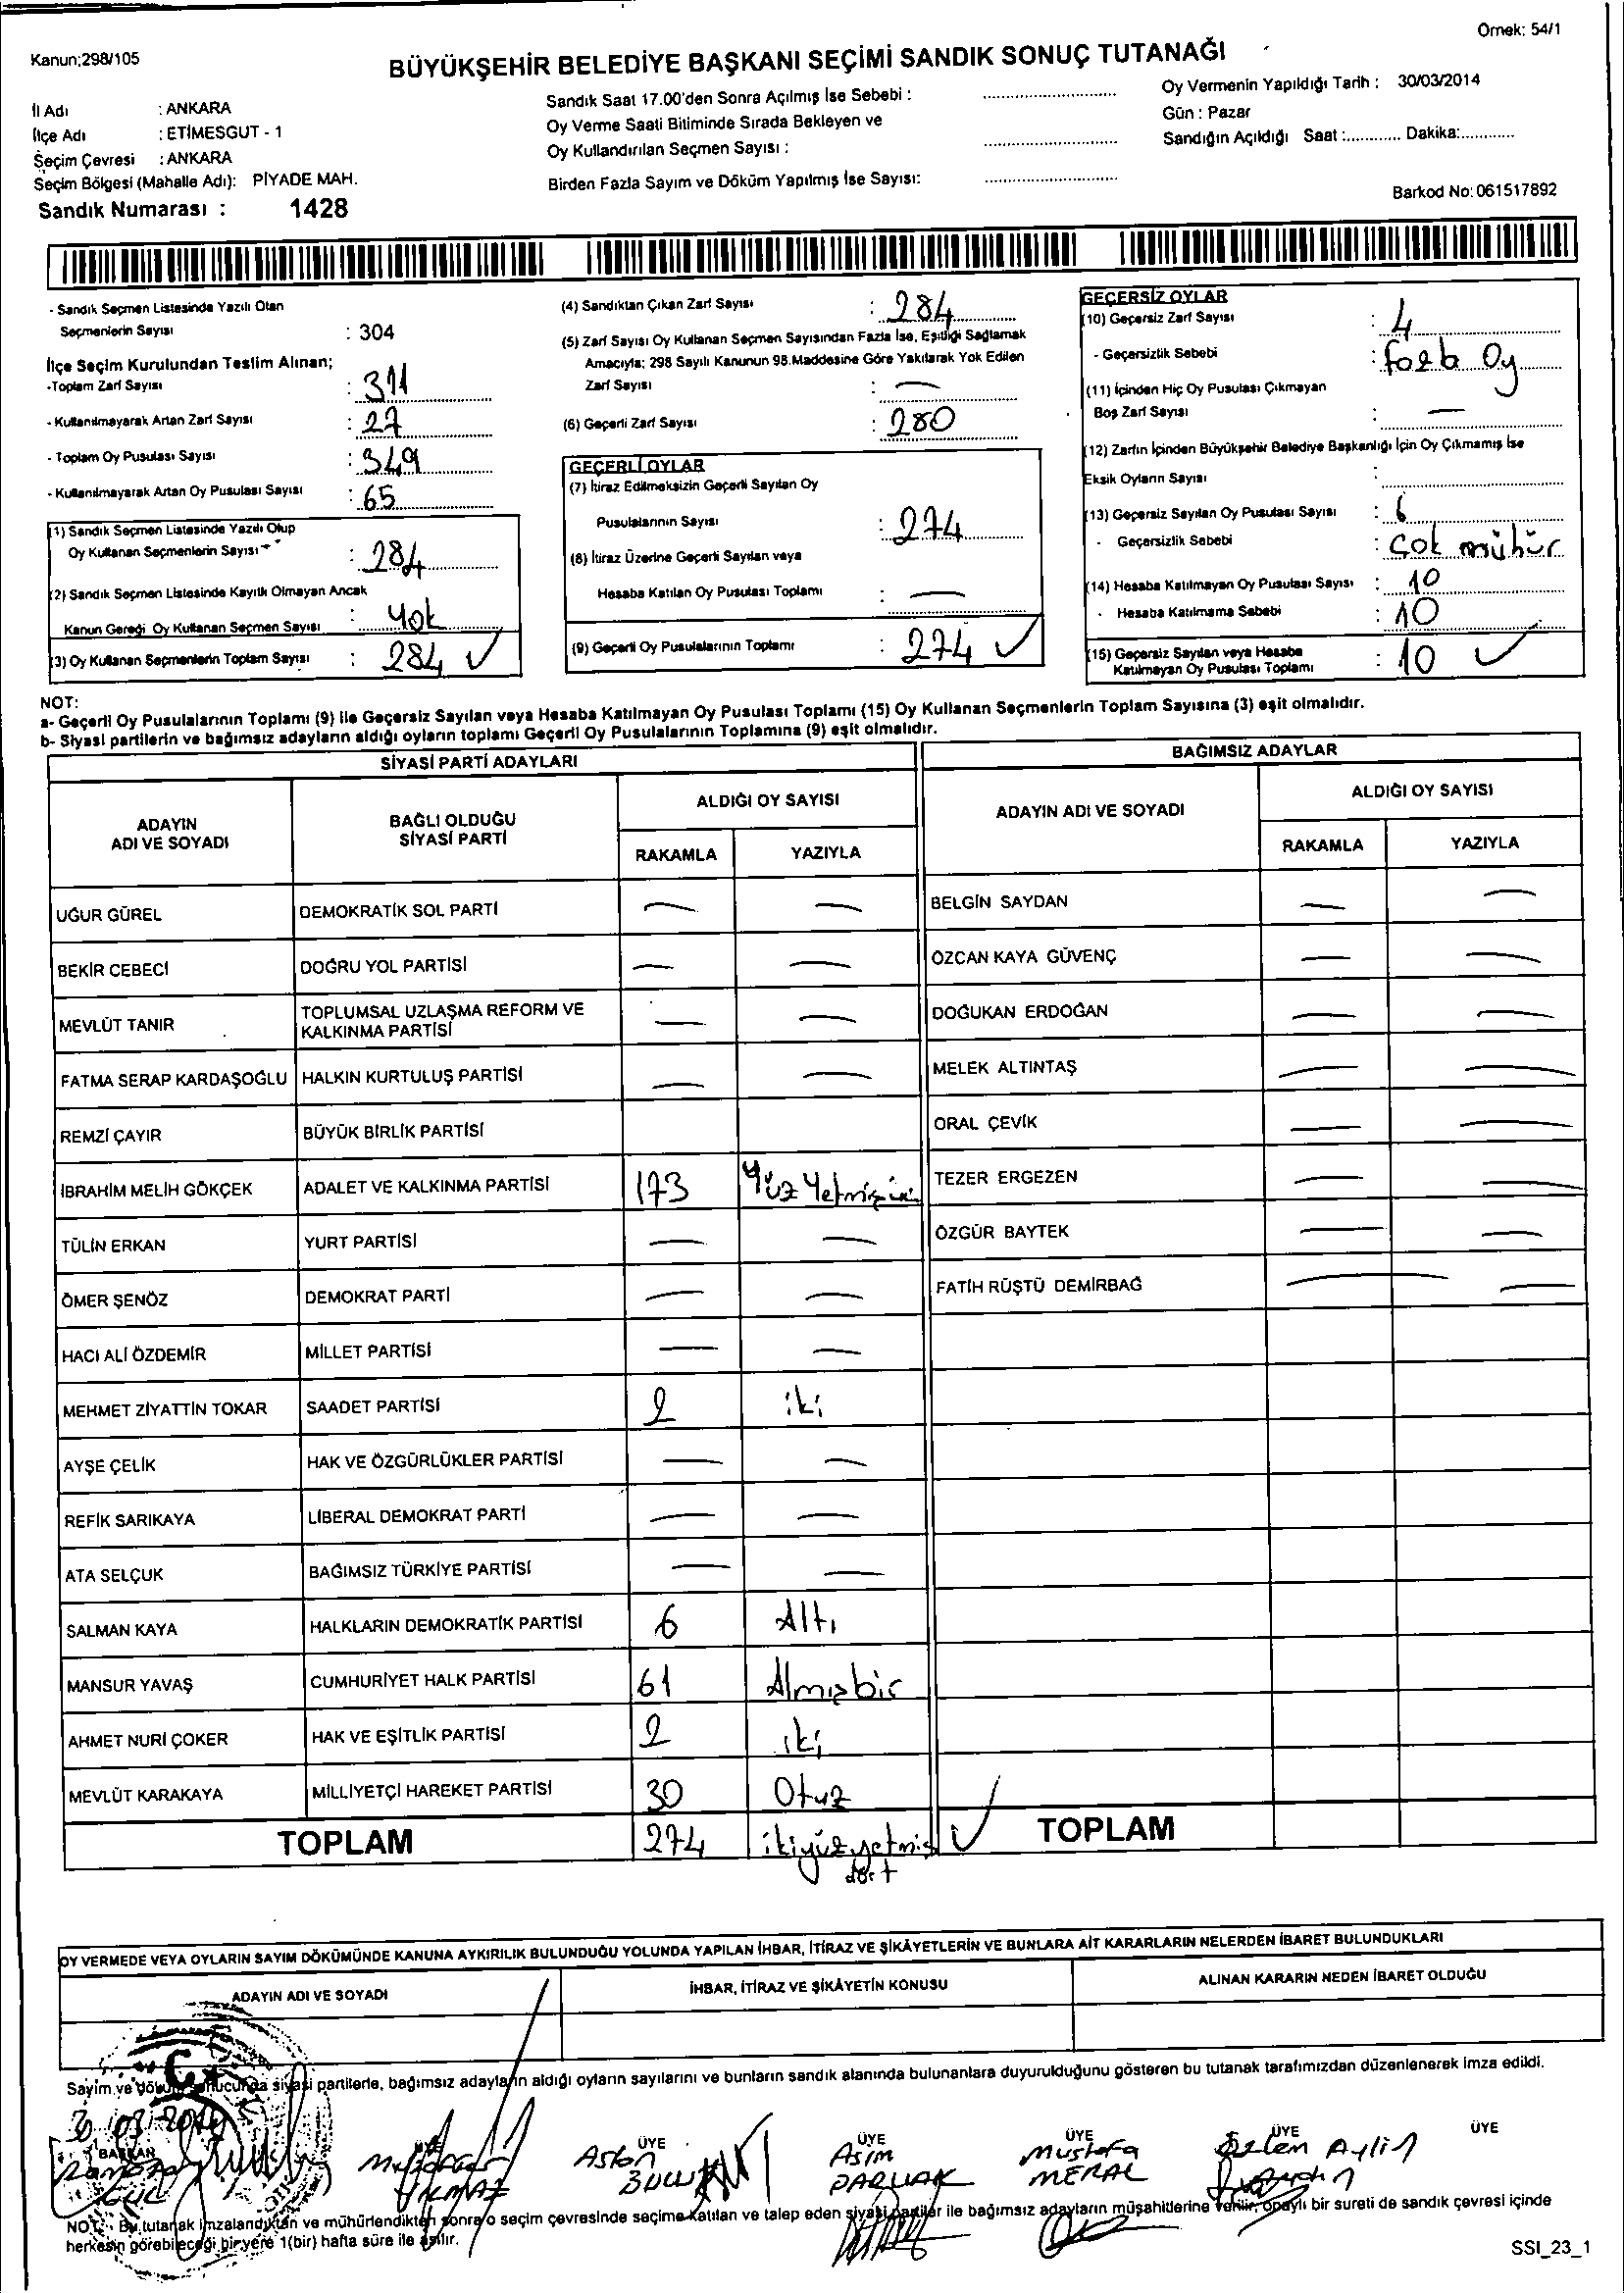 Örnek: 54/1
Kanun;298/105
BÜYÜKŞEHİR BELEDİYE BAŞKANI SEÇİMİ SANDIK SONUÇ TUTANAĞI
İl Adı : ANKARA
İlçe Adı : ETİMESGUT - 1
Seçim Çevresi : ANKARA
Seçim Bölgesi (Mahalle Adı): PİYADE MAH.
Sandık Numarası : 1428
Sandık Saat 17.00'den Sonra Açılmış İse Sebebi :
Oy Verme Saati Bitiminde Sırada Bekleyen ve
Oy Kullandırılan Seçmen Sayısı :
Birden Fazla Sayım ve Döküm Yapılmış İse Sayısı:
Oy Vermenin Yapıldığı Tarih : 30/03/2014
Gün : Pazar
Sandığın Açıldığı Saat :............ Dakika:............
Barkod No: 061517892
- Sandık Seçmen Listesinde Yazılı Olan
Seçmenlerin Sayısı : 304
İlçe Seçim Kurulundan Teslim Alınan;
-Toplam Zarf Sayısı : 311
- Kullanılmayarak Artan Zarf Sayısı : 27
- Toplam Oy Pusulası Sayısı : 349
- Kullanılmayarak Artan Oy Pusulası Sayısı : 65
(1) Sandık Seçmen Listesinde Yazılı Olup
Oy Kullanan Seçmenlerin Sayısı : 284
(2) Sandık Seçmen Listesinde Kayıtlı Olmayan Ancak
Kanun Gereği Oy Kullanan Seçmen Sayısı : Yok
(3) Oy Kullanan Seçmenlerin Toplam Sayısı : 284 ✓
(4) Sandıktan Çıkan Zarf Sayısı : 284
(5) Zarf Sayısı Oy Kullanan Seçmen Sayısından Fazla İse, Eşitliği Sağlamak
Amacıyla; 298 Sayılı Kanunun 98.Maddesine Göre Yakılarak Yok Edilen
Zarf Sayısı : —
(6) Geçerli Zarf Sayısı : 280
GEÇERLİ OYLAR
(7) İtiraz Edilmeksizin Geçerli Sayılan Oy
Pusulalarının Sayısı : 274
(8) İtiraz Üzerine Geçerli Sayılan veya
Hesaba Katılan Oy Pusulası Toplamı : —
(9) Geçerli Oy Pusulalarının Toplamı : 274 ✓
GEÇERSİZ OYLAR
(10) Geçersiz Zarf Sayısı : 4
- Geçersizlik Sebebi : fazla Oy
(11) İçinden Hiç Oy Pusulası Çıkmayan
Boş Zarf Sayısı : —
(12) Zarfın İçinden Büyükşehir Belediye Başkanlığı İçin Oy Çıkmamış İse
Eksik Oyların Sayısı :
(13) Geçersiz Sayılan Oy Pusulası Sayısı : 6
- Geçersizlik Sebebi : Çok mühür
(14) Hesaba Katılmayan Oy Pusulası Sayısı : 10
- Hesaba Katılmama Sebebi : 10
(15) Geçersiz Sayılan veya Hesaba
Katılmayan Oy Pusulası Toplamı : 10 ✓
NOT:
a- Geçerli Oy Pusulalarının Toplamı (9) ile Geçersiz Sayılan veya Hesaba Katılmayan Oy Pusulası Toplamı (15) Oy Kullanan Seçmenlerin Toplam Sayısına (3) eşit olmalıdır.
b- Siyasi partilerin ve bağımsız adayların aldığı oyların toplamı Geçerli Oy Pusulalarının Toplamına (9) eşit olmalıdır.
SİYASİ PARTİ ADAYLARI
BAĞIMSIZ ADAYLAR
ADAYIN ADI VE SOYADI
BAĞLI OLDUĞU SİYASİ PARTİ
ALDIĞI OY SAYISI
RAKAMLA YAZIYLA
ADAYIN ADI VE SOYADI
ALDIĞI OY SAYISI
RAKAMLA YAZIYLA
UĞUR GÜREL DEMOKRATİK SOL PARTİ — — BELGİN SAYDAN — —
BEKİR CEBECİ DOĞRU YOL PARTİSİ — — ÖZCAN KAYA GÜVENÇ — —
MEVLÜT TANIR TOPLUMSAL UZLAŞMA REFORM VE KALKINMA PARTİSİ — — DOĞUKAN ERDOĞAN — —
FATMA SERAP KARDAŞOĞLU HALKIN KURTULUŞ PARTİSİ — — MELEK ALTINTAŞ — —
REMZİ ÇAYIR BÜYÜK BİRLİK PARTİSİ ORAL ÇEVİK — —
İBRAHİM MELİH GÖKÇEK ADALET VE KALKINMA PARTİSİ 173 Yüz Yetmiş TEZER ERGEZEN — —
TÜLİN ERKAN YURT PARTİSİ — — ÖZGÜR BAYTEK — —
ÖMER ŞENÖZ DEMOKRAT PARTİ — — FATİH RÜŞTÜ DEMİRBAĞ — —
HACI ALİ ÖZDEMİR MİLLET PARTİSİ — —
MEHMET ZİYATTİN TOKAR SAADET PARTİSİ 2 iki
AYŞE ÇELİK HAK VE ÖZGÜRLÜKLER PARTİSİ — —
REFİK SARIKAYA LİBERAL DEMOKRAT PARTİ — —
ATA SELÇUK BAĞIMSIZ TÜRKİYE PARTİSİ — —
SALMAN KAYA HALKLARIN DEMOKRATİK PARTİSİ 6 Altı
MANSUR YAVAŞ CUMHURİYET HALK PARTİSİ 61 Almışbir
AHMET NURİ ÇOKER HAK VE EŞİTLİK PARTİSİ 2 iki
MEVLÜT KARAKAYA MİLLİYETÇİ HAREKET PARTİSİ 30 Otuz
TOPLAM 274 ikiyüzyetmiş dört ✓ TOPLAM
OY VERMEDE VEYA OYLARIN SAYIM DÖKÜMÜNDE KANUNA AYKIRILIK BULUNDUĞU YOLUNDA YAPILAN İHBAR, İTİRAZ VE ŞİKÂYETLERİN VE BUNLARA AİT KARARLARIN NELERDEN İBARET BULUNDUKLARI
ADAYIN ADI VE SOYADI
İHBAR, İTİRAZ VE ŞİKÂYETİN KONUSU
ALINAN KARARIN NEDEN İBARET OLDUĞU
Sayım ve döküm sonucunda siyasi partilerle, bağımsız adayların aldığı oyların sayılarını ve bunların sandık alanında bulunanlara duyurulduğunu gösteren bu tutanak tarafımızdan düzenlenerek imza edildi.
30/03/2014
BAŞKAN ÜYE ÜYE ÜYE ÜYE ÜYE ÜYE
Aslan Asım Mustafa Özlem Aylin
YILMAZ BULUT PARLAK MERAL
GÜL
NOT: Bu tutanak imzalandıktan ve mühürlendikten sonra o seçim çevresinde seçime katılan ve talep eden siyasi partiler ile bağımsız adayların müşahitlerine verilir, onaylı bir sureti de sandık çevresi içinde
herkesin görebileceği bir yere 1(bir) hafta süre ile asılır.
SSI_23_1